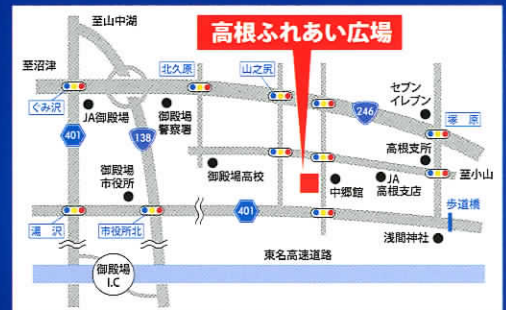 至山中湖
高根ふれあい広場
至沼津
北久原
山之尻
セブン
イレブン
ぐみ沢
JA御殿場
御殿場
警察署
246
塚原
401
138
高根支所
御殿場高校
至小山
御殿場
市役所
中郷館
JA
高根支店
401
歩道橋
湯沢
市役所北
浅間神社
東名高速道路
御殿場
I.C